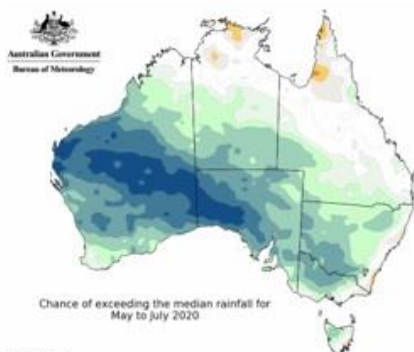 Australian Government
Bureau of Meteorology
Chance of exceeding the median rainfall for
May to July 2020